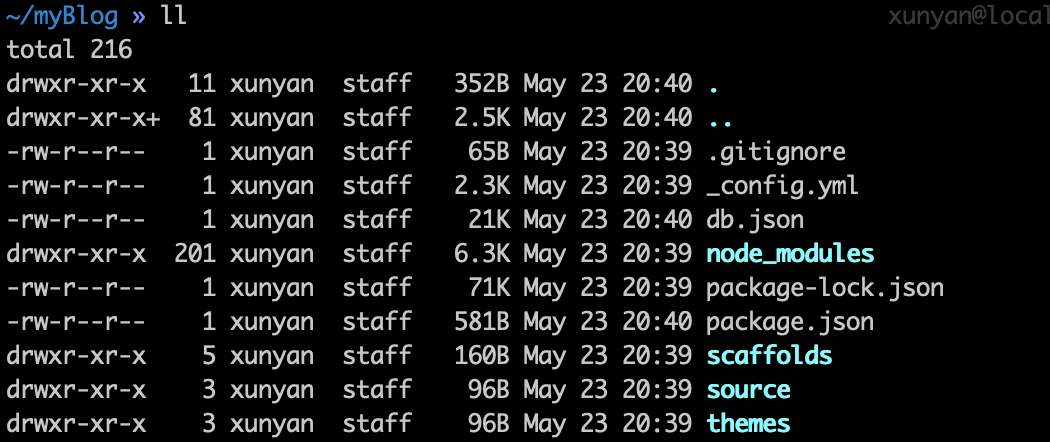 ~/myBlog » ll xunyan@local
total 216
drwxr-xr-x 11 xunyan staff 352B May 23 20:40 .
drwxr-xr-x+ 81 xunyan staff 2.5K May 23 20:40 ..
-rw-r--r-- 1 xunyan staff 65B May 23 20:39 .gitignore
-rw-r--r-- 1 xunyan staff 2.3K May 23 20:39 _config.yml
-rw-r--r-- 1 xunyan staff 21K May 23 20:40 db.json
drwxr-xr-x 201 xunyan staff 6.3K May 23 20:39 node_modules
-rw-r--r-- 1 xunyan staff 71K May 23 20:39 package-lock.json
-rw-r--r-- 1 xunyan staff 581B May 23 20:40 package.json
drwxr-xr-x 5 xunyan staff 160B May 23 20:39 scaffolds
drwxr-xr-x 3 xunyan staff 96B May 23 20:39 source
drwxr-xr-x 3 xunyan staff 96B May 23 20:39 themes